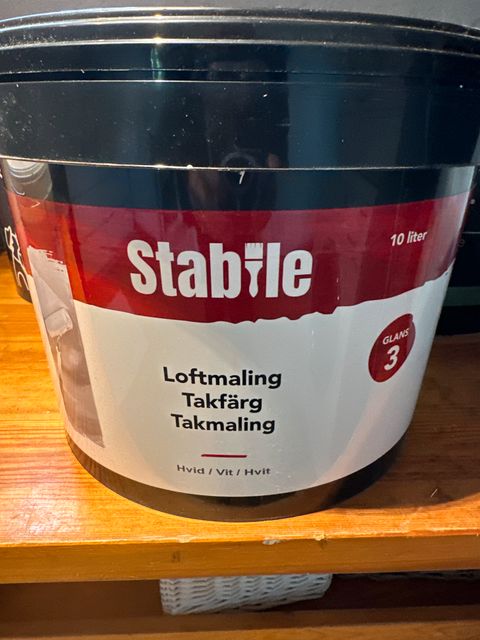 10 liter
Stabile
GLANS
3
Loftmaling
Takfärg
Takmaling
Hvid / Vit / Hvit